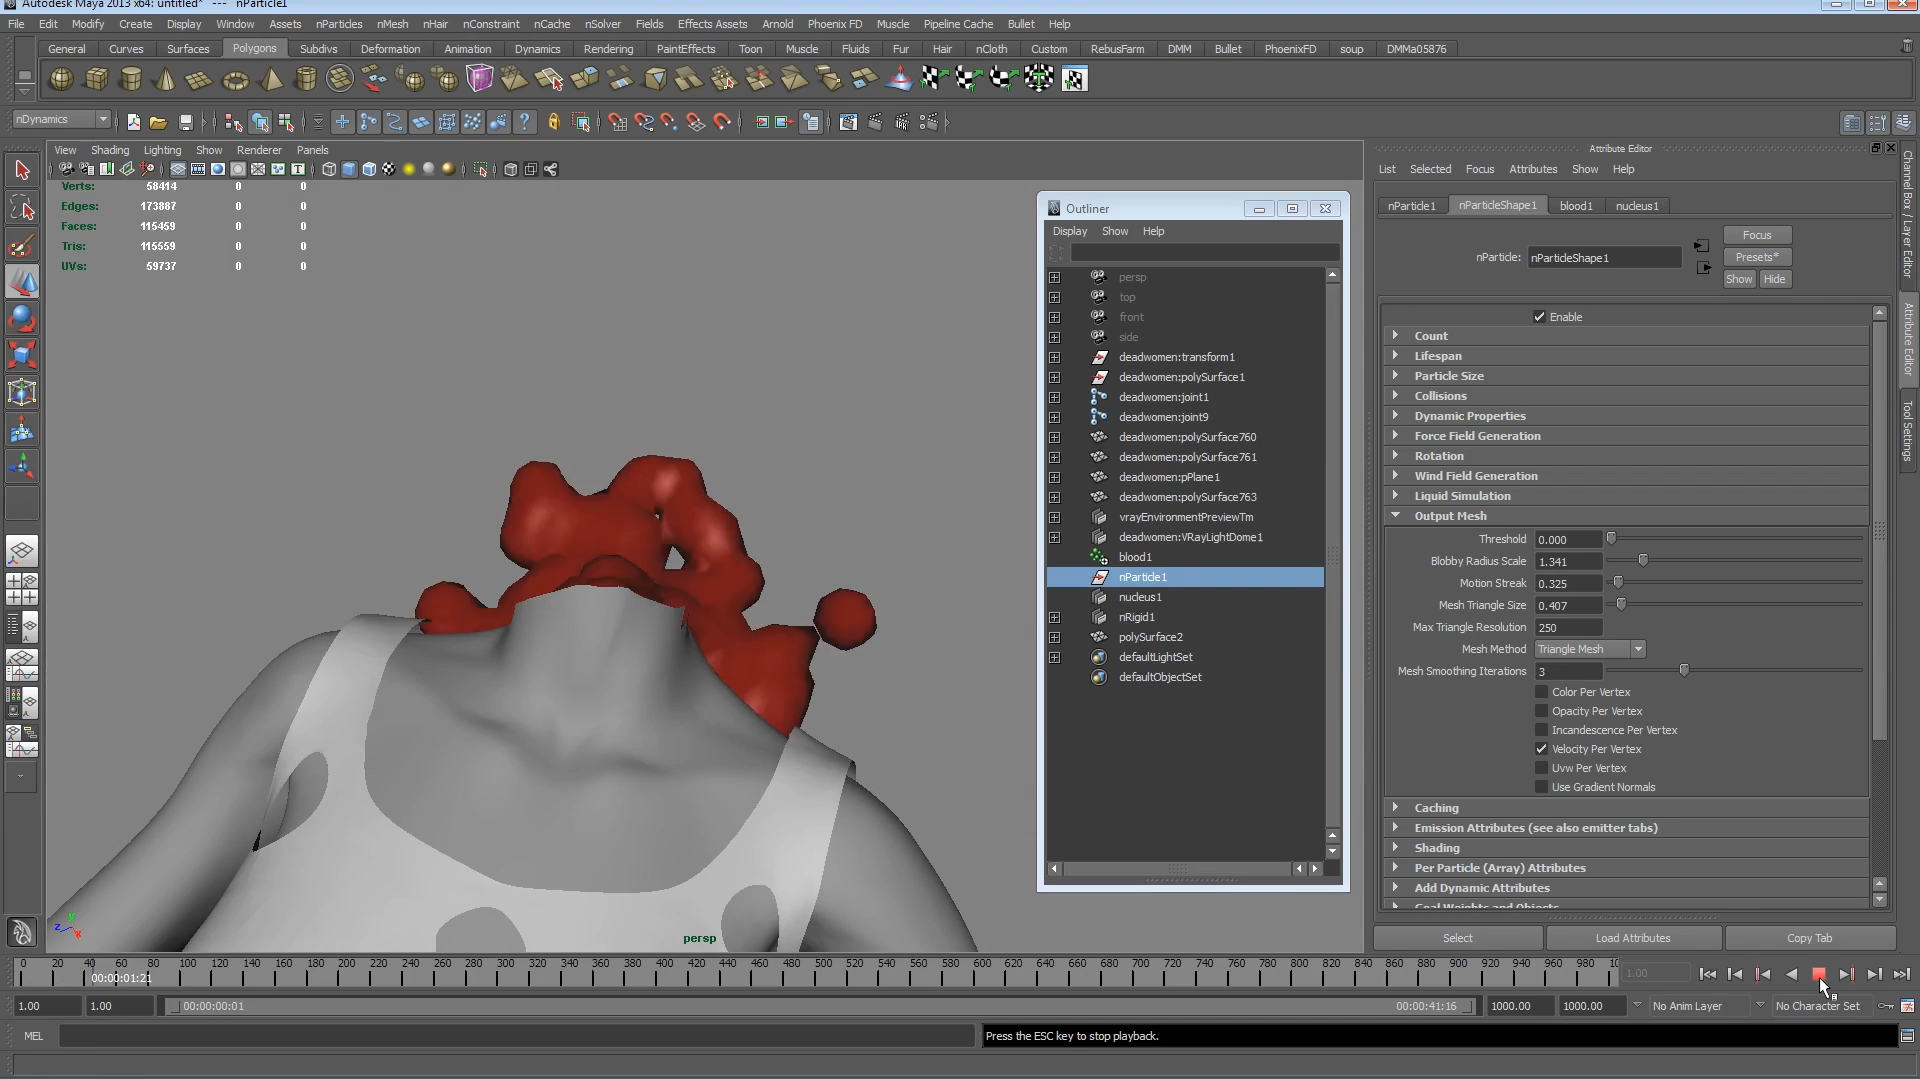 Autodesk Maya 2013 x64: untitled* --- nParticle1
File Edit Modify Create Display Window Assets nParticles nMesh nHair nConstraint nCache nSolver Fields Effects Assets Arnold Phoenix FD Muscle Pipeline Cache Bullet Help
General Curves Surfaces Polygons Subdivs Deformation Animation Dynamics Rendering PaintEffects Toon Muscle Fluids Fur Hair nCloth Custom RebusFarm DMM Bullet PhoenixFD soup DMMa05876
nDynamics
View Shading Lighting Show Renderer Panels
Verts: 58414 0 0
Edges: 173887 0 0
Faces: 115459 0 0
Tris: 115559 0 0
UVs: 59737 0 0
persp
Outliner
Display Show Help
persp
top
front
side
deadwomen:transform1
deadwomen:polySurface1
deadwomen:joint1
deadwomen:joint9
deadwomen:polySurface760
deadwomen:polySurface761
deadwomen:pPlane1
deadwomen:polySurface763
vrayEnvironmentPreviewTm
deadwomen:VRayLightDome1
blood1
nParticle1
nucleus1
nRigid1
polySurface2
defaultLightSet
defaultObjectSet
Attribute Editor
List Selected Focus Attributes Show Help
nParticle1 nParticleShape1 blood1 nucleus1
nParticle: nParticleShape1
Focus
Presets*
Show Hide
Enable
Count
Lifespan
Particle Size
Collisions
Dynamic Properties
Force Field Generation
Rotation
Wind Field Generation
Liquid Simulation
Output Mesh
Threshold 0.000
Blobby Radius Scale 1.341
Motion Streak 0.325
Mesh Triangle Size 0.407
Max Triangle Resolution 250
Mesh Method Triangle Mesh
Mesh Smoothing Iterations 3
Color Per Vertex
Opacity Per Vertex
Incandescence Per Vertex
Velocity Per Vertex
Uvw Per Vertex
Use Gradient Normals
Caching
Emission Attributes (see also emitter tabs)
Shading
Per Particle (Array) Attributes
Add Dynamic Attributes
Goal Weights and Objects
Select Load Attributes Copy Tab
Channel Box / Layer Editor
Attribute Editor
Tool Settings
0 20 40 60 80 100 120 140 160 180 200 220 240 260 280 300 320 340 360 380 400 420 440 460 480 500 520 540 560 580 600 620 640 660 680 700 720 740 760 780 800 820 840 860 880 900 920 940 960 980
00:00:01:21
1.00
1.00 1.00 00:00:00:01 00:00:41:16 1000.00 1000.00 No Anim Layer No Character Set
MEL Press the ESC key to stop playback.